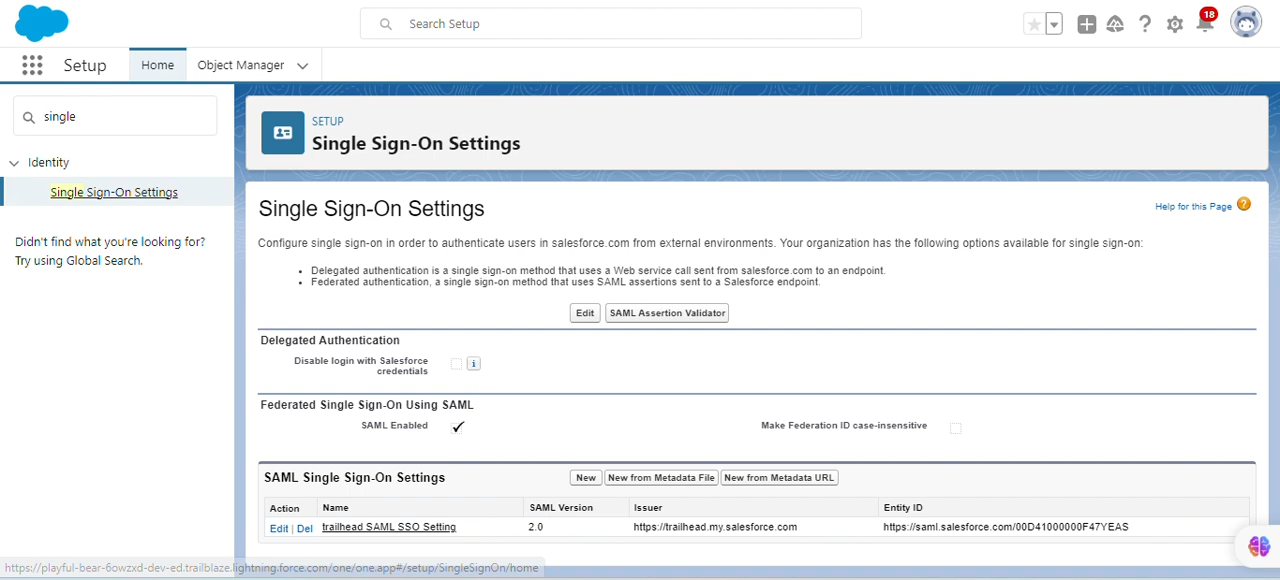 Search Setup
18
Setup
Home
Object Manager
single
Identity
Single Sign-On Settings
Didn't find what you're looking for?
Try using Global Search.
SETUP
Single Sign-On Settings
Single Sign-On Settings
Help for this Page
Configure single sign-on in order to authenticate users in salesforce.com from external environments. Your organization has the following options available for single sign-on:
• Delegated authentication is a single sign-on method that uses a Web service call sent from salesforce.com to an endpoint.
• Federated authentication, a single sign-on method that uses SAML assertions sent to a Salesforce endpoint.
Edit SAML Assertion Validator
Delegated Authentication
Disable login with Salesforce
credentials
i
Federated Single Sign-On Using SAML
SAML Enabled
Make Federation ID case-insensitive
SAML Single Sign-On Settings
New New from Metadata File New from Metadata URL
Action Name SAML Version Issuer Entity ID
Edit | Del trailhead SAML SSO Setting 2.0 https://trailhead.my.salesforce.com https://saml.salesforce.com/00D41000000F47YEAS
https://playful-bear-6owzxd-dev-ed.trailblaze.lightning.force.com/one/one.app#/setup/SingleSignOn/home